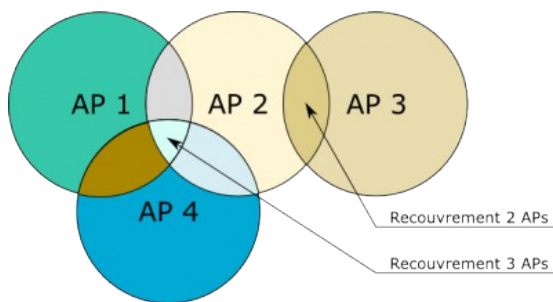 AP 1
AP 2
AP 3
AP 4
Recouvrement 2 APs
Recouvrement 3 APs